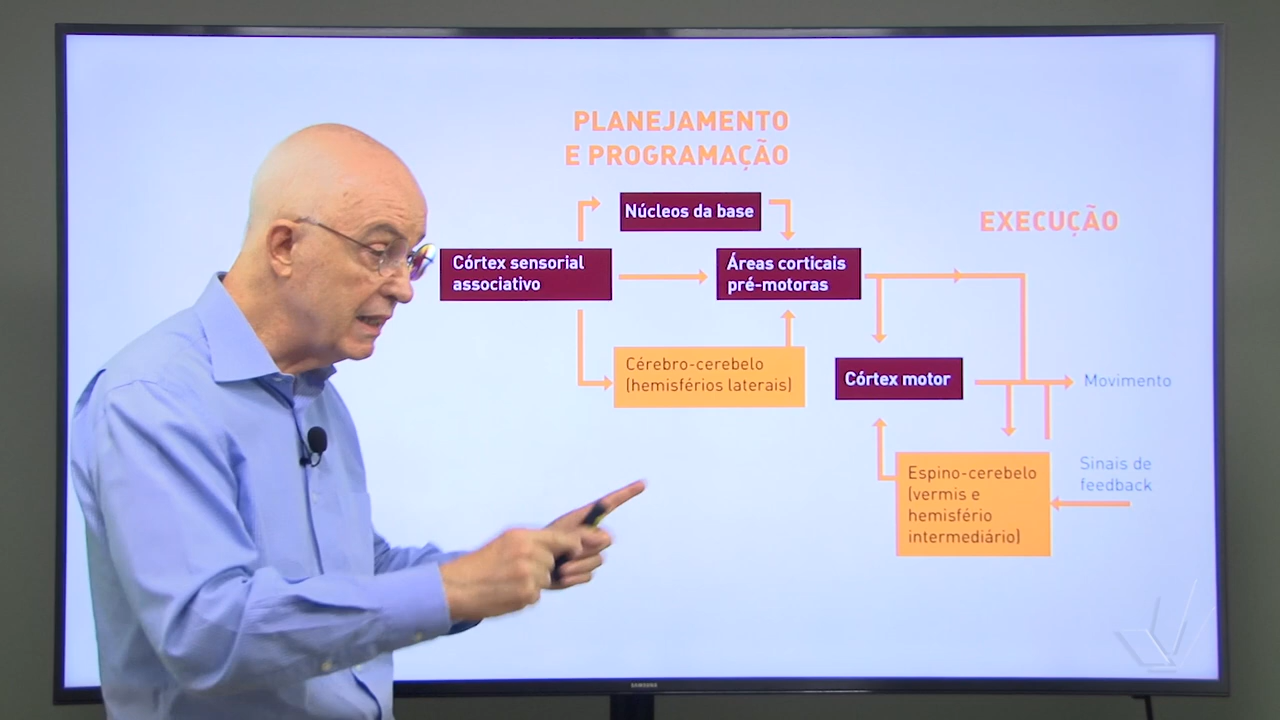 PLANEJAMENTO
E PROGRAMAÇÃO
Núcleos da base
EXECUÇÃO
Córtex sensorial
associativo
Áreas corticais
pré-motoras
Cérebro-cerebelo
(hemisférios laterais)
Córtex motor
Movimento
Espino-cerebelo
(vermis e
hemisfério
intermediário)
Sinais de
feedback
SAMSUNG